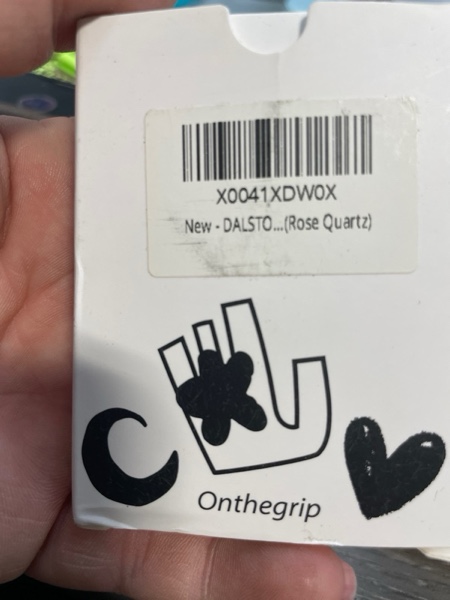 X0041XDW0X
New - DALSTO...(Rose Quartz)
Onthegrip